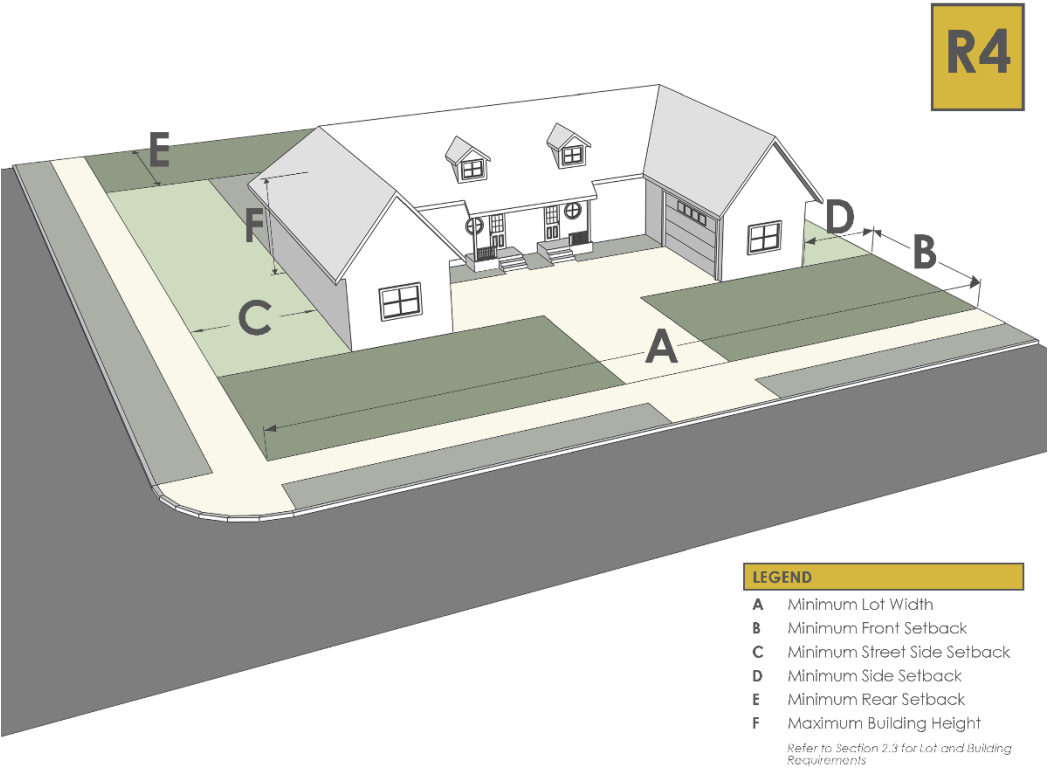 R4
E
F
D
B
C
A
LEGEND
A Minimum Lot Width
B Minimum Front Setback
C Minimum Street Side Setback
D Minimum Side Setback
E Minimum Rear Setback
F Maximum Building Height
Refer to Section 2.3 for Lot and Building
Requirements